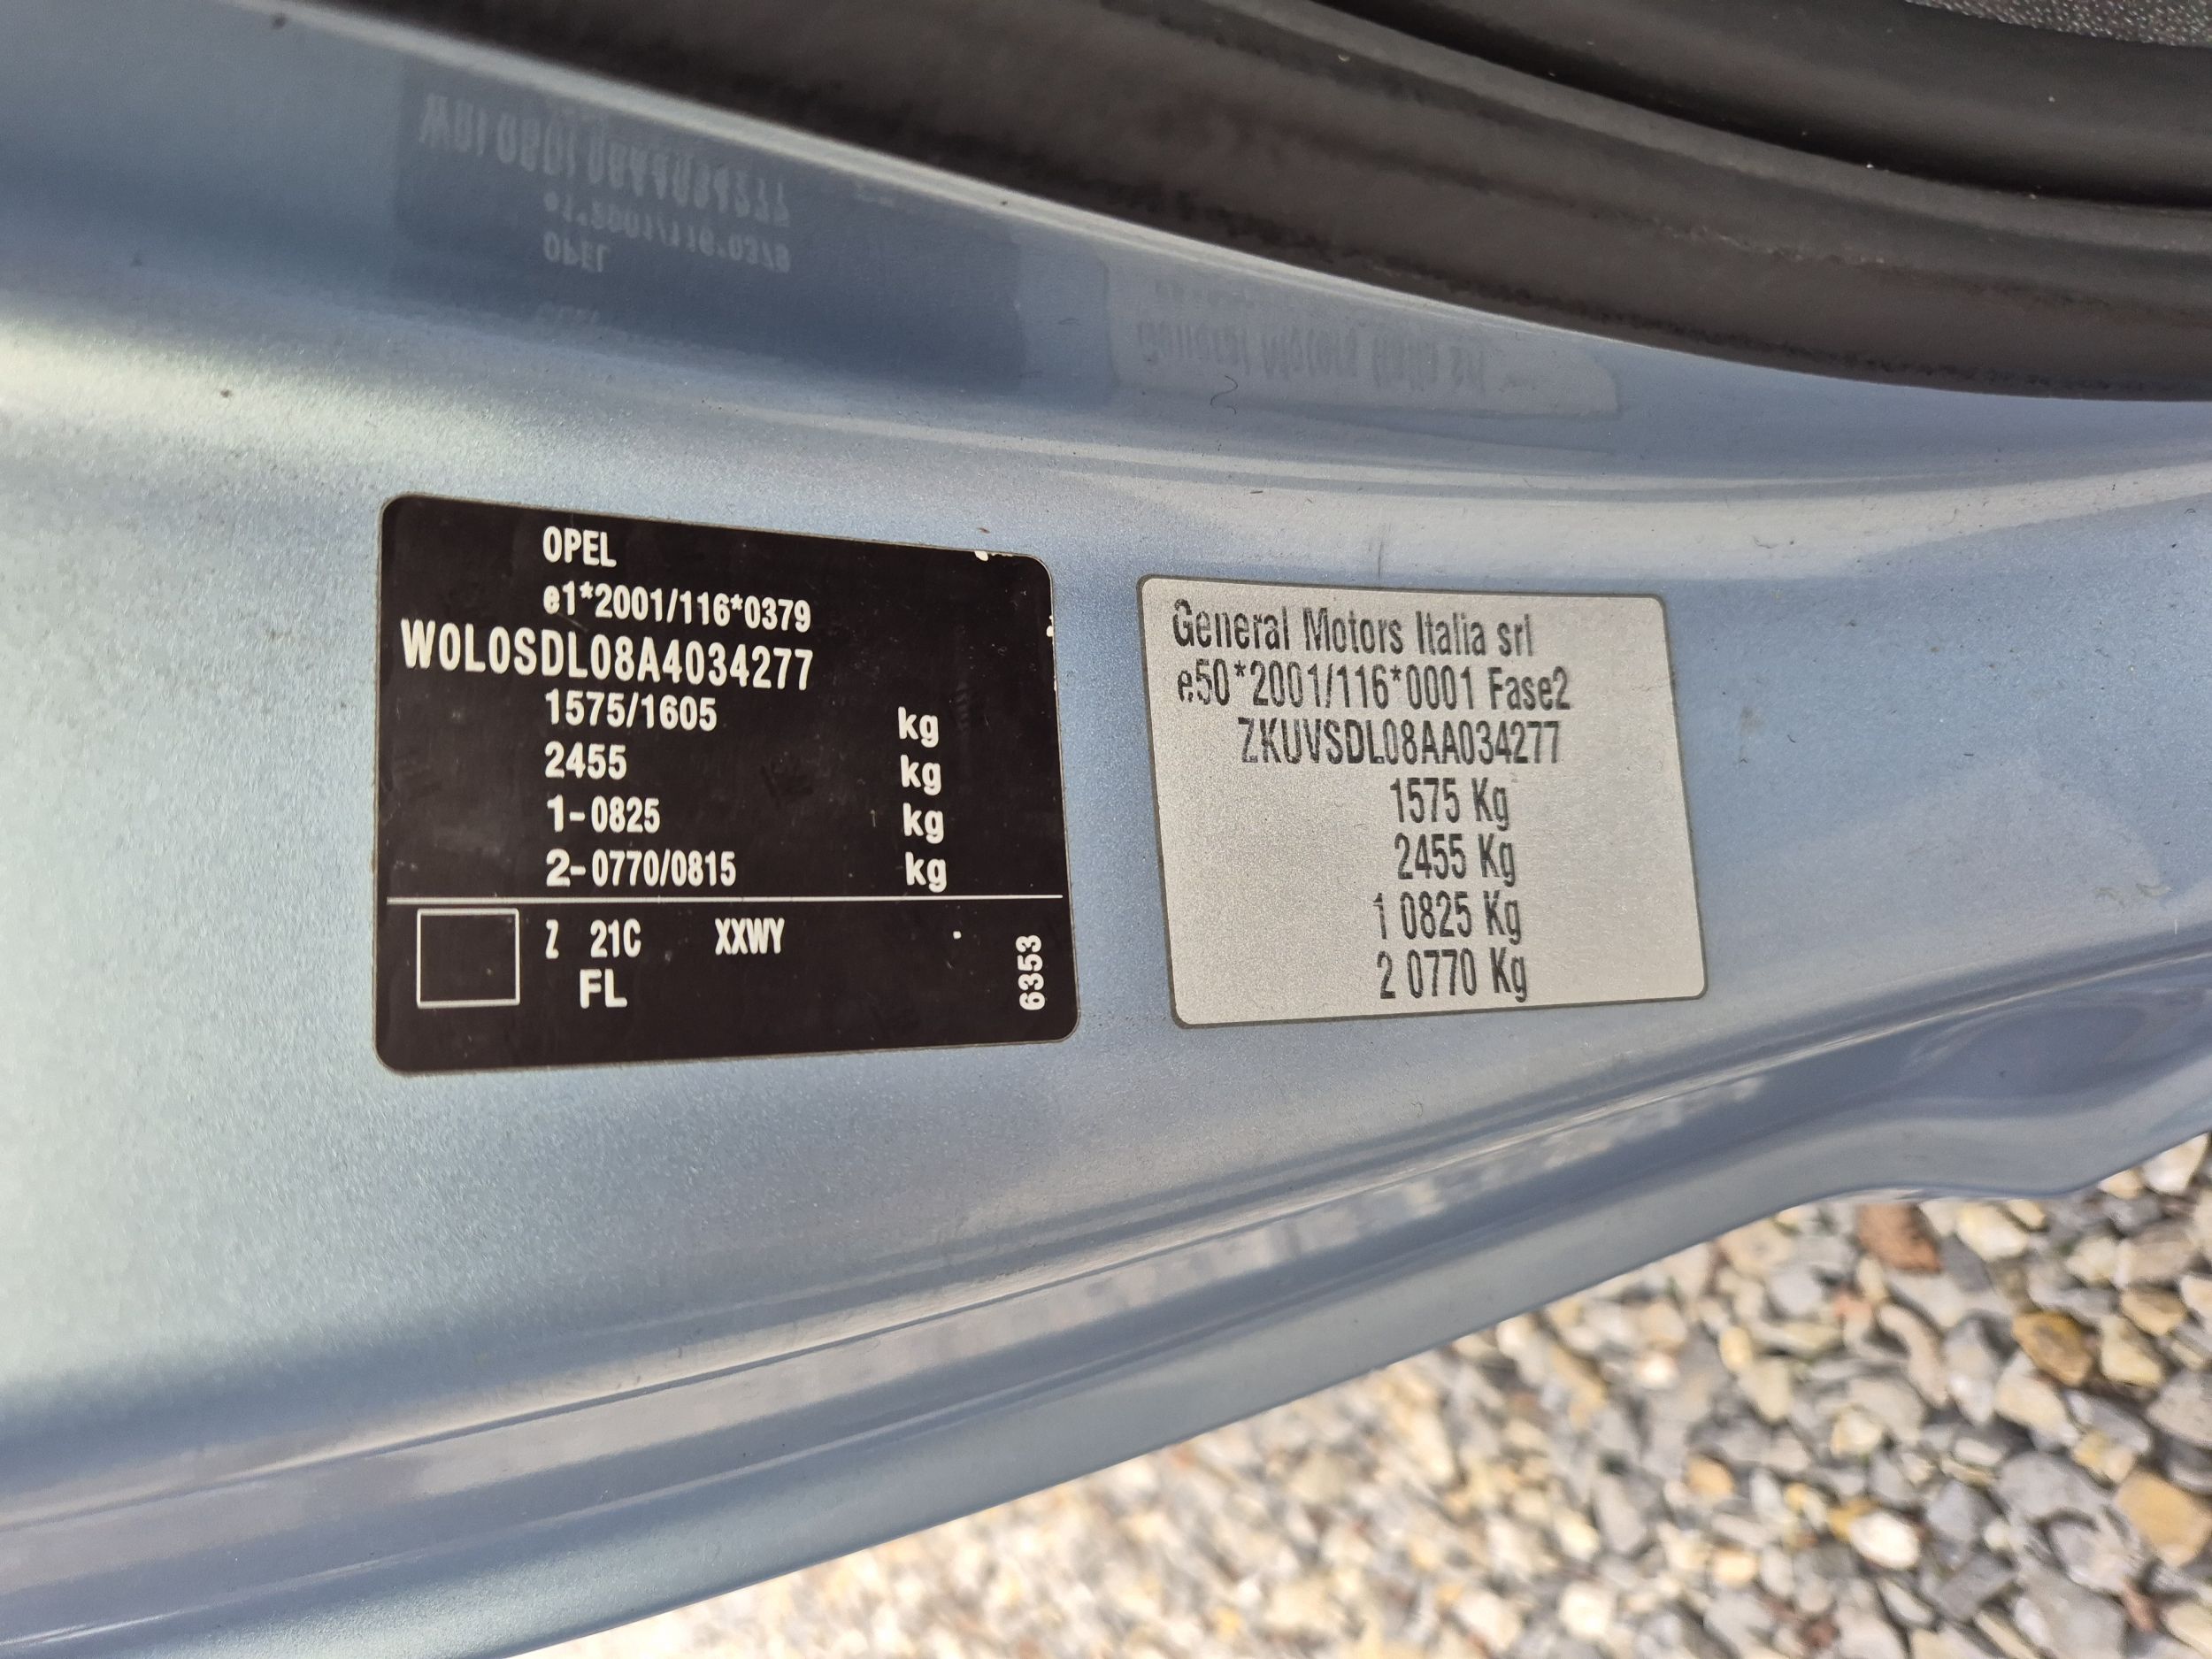 OPEL
e1*2001/116*0379
W0L0SDL08A4034277
1575/1605 kg
2455 kg
1-0825 kg
2-0770/0815 kg
Z 21C XXWY
FL
6353
General Motors Italia srl
e50*2001/116*0001 Fase2
ZKUVSDL08AA034277
1575 Kg
2455 Kg
1 0825 Kg
2 0770 Kg